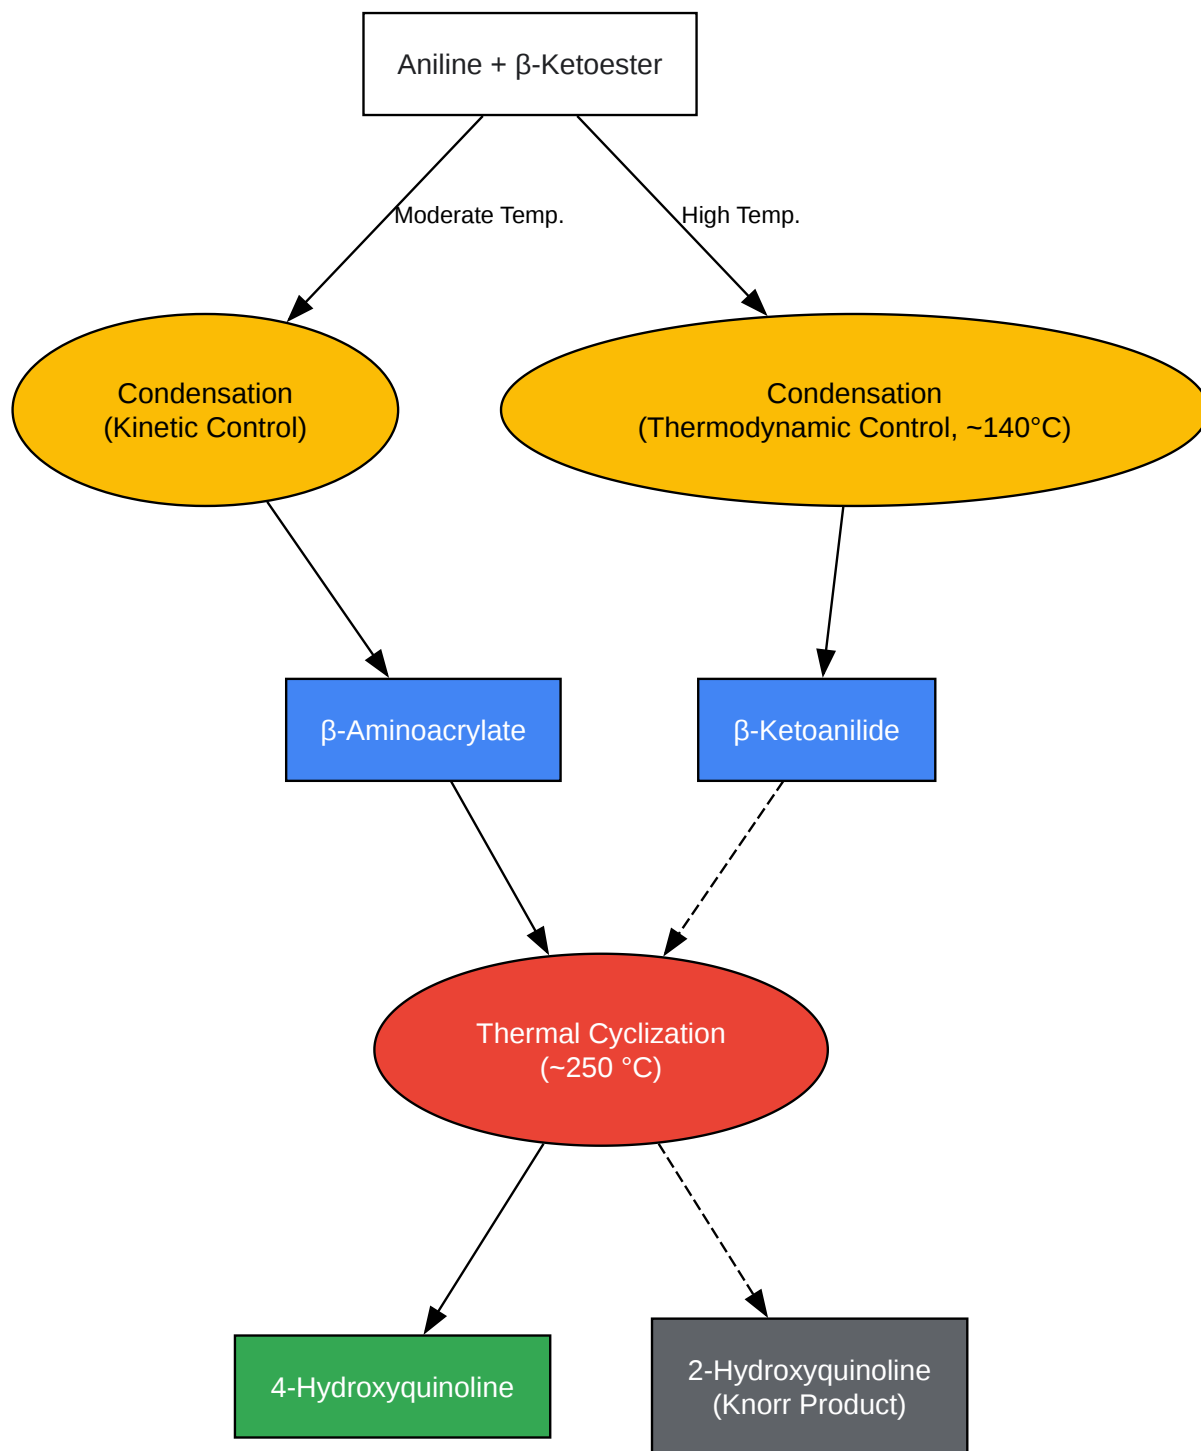 Aniline + β-Ketoester
Moderate Temp.
High Temp.
Condensation
(Kinetic Control)
Condensation
(Thermodynamic Control, ~140°C)
β-Aminoacrylate
β-Ketoanilide
Thermal Cyclization
(~250 °C)
4-Hydroxyquinoline
2-Hydroxyquinoline
(Knorr Product)